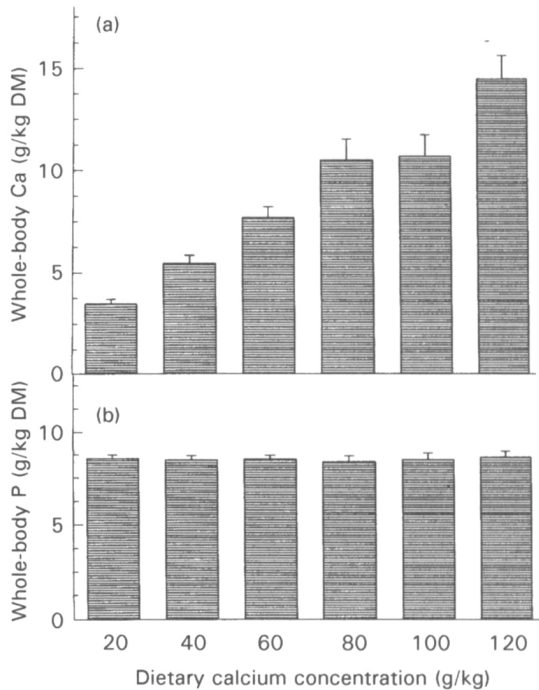 (a)
Whole-body Ca (g/kg DM)
15
10
5
0
(b)
Whole-body P (g/kg DM)
10
5
0
20 40 60 80 100 120
Dietary calcium concentration (g/kg)